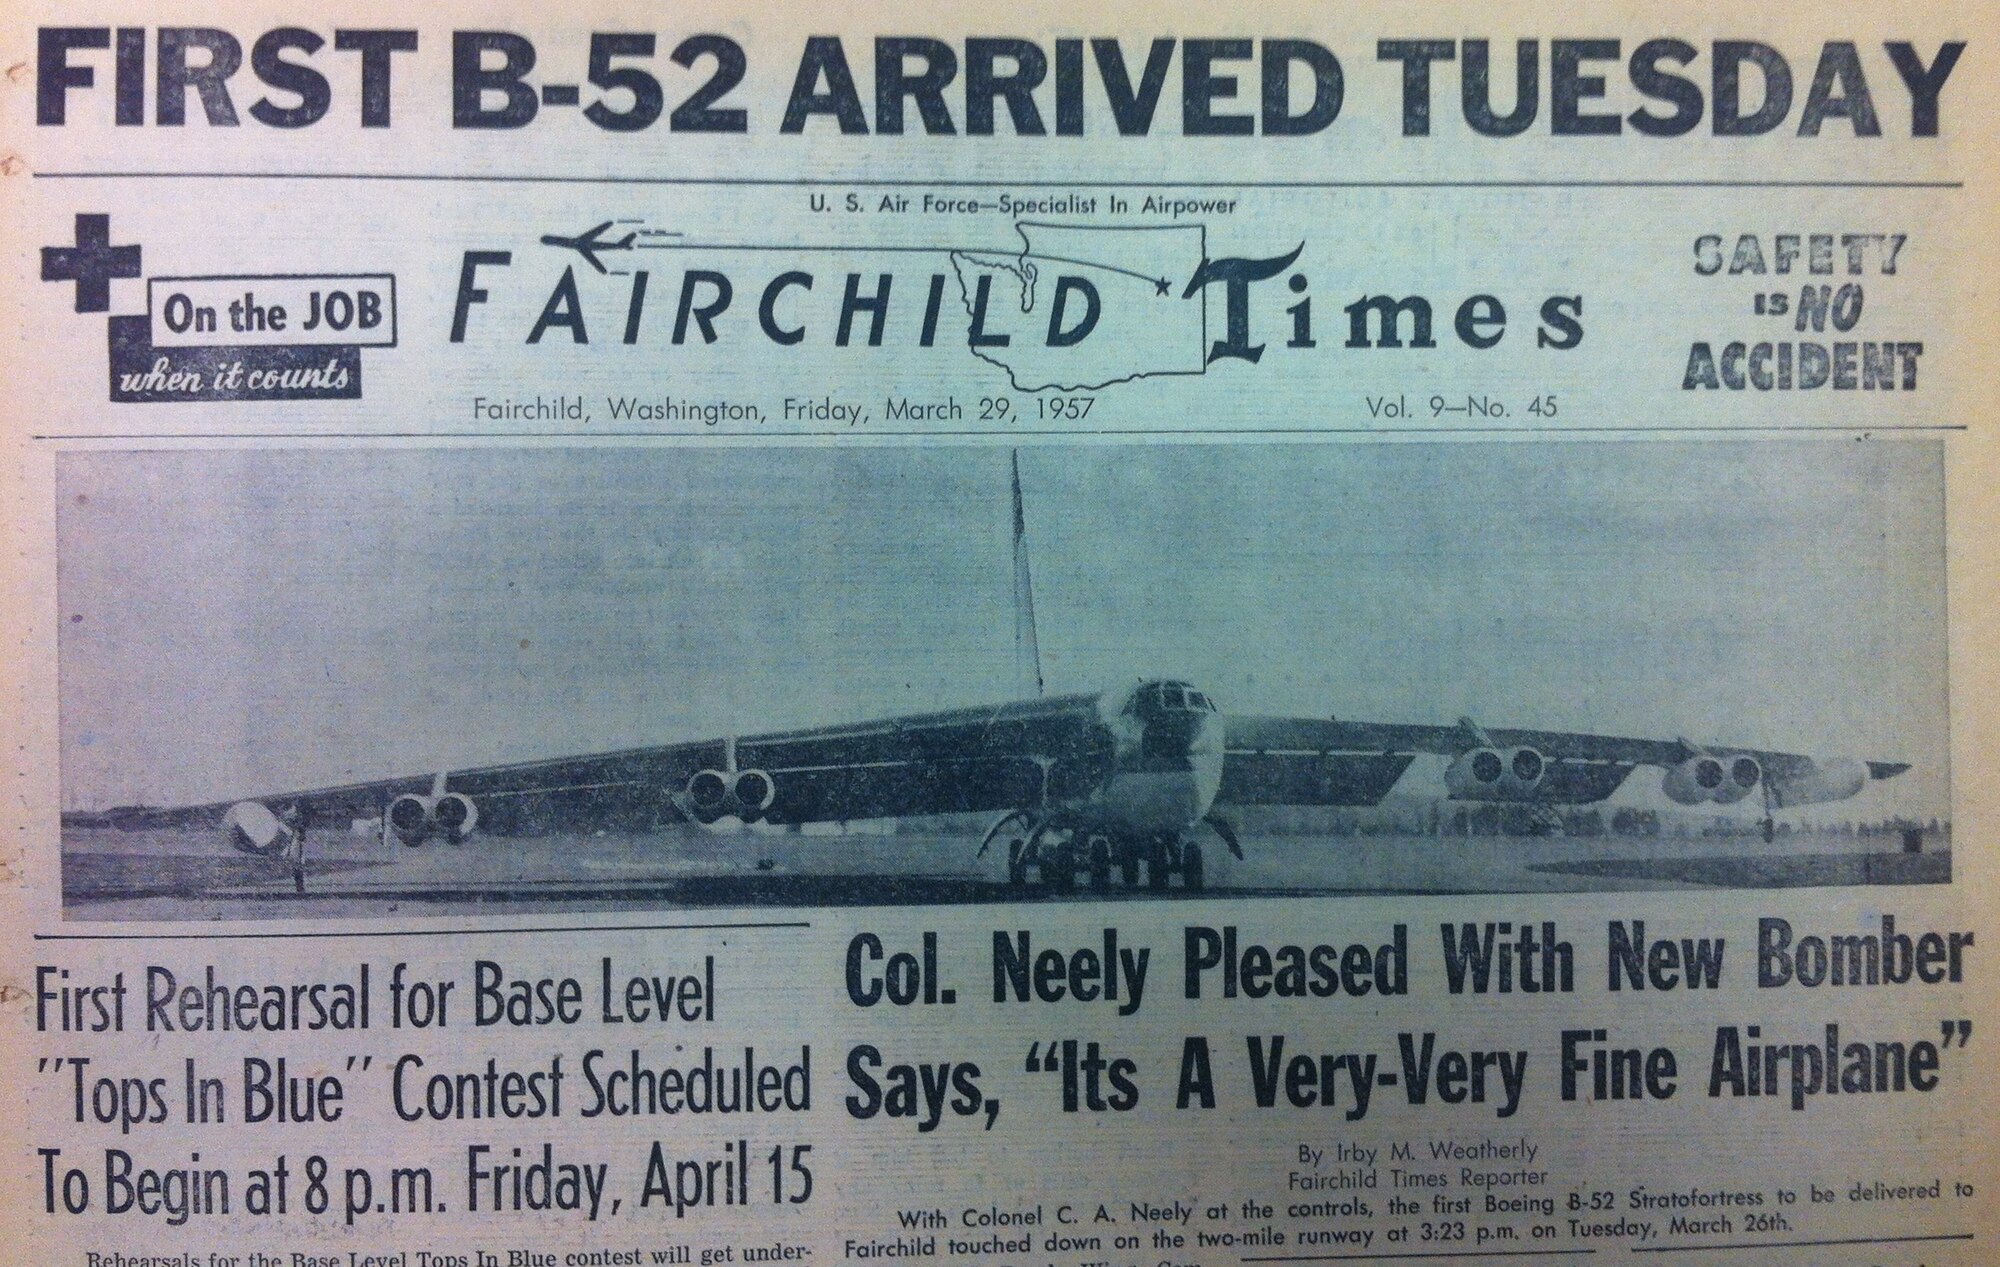 FIRST B-52 ARRIVED TUESDAY
U. S. Air Force—Specialist In Airpower
On the JOB
when it counts
FAIRCHILD Times
SAFETY
IS NO
ACCIDENT
Fairchild, Washington, Friday, March 29, 1957
Vol. 9—No. 45
First Rehearsal for Base Level
"Tops In Blue" Contest Scheduled
To Begin at 8 p.m. Friday, April 15
Rehearsals for the Base Level Tops In Blue contest will get under-
Col. Neely Pleased With New Bomber
Says, “Its A Very-Very Fine Airplane”
By Irby M. Weatherly
Fairchild Times Reporter
With Colonel C. A. Neely at the controls, the first Boeing B-52 Stratofortress to be delivered to
Fairchild touched down on the two-mile runway at 3:23 p.m. on Tuesday, March 26th.